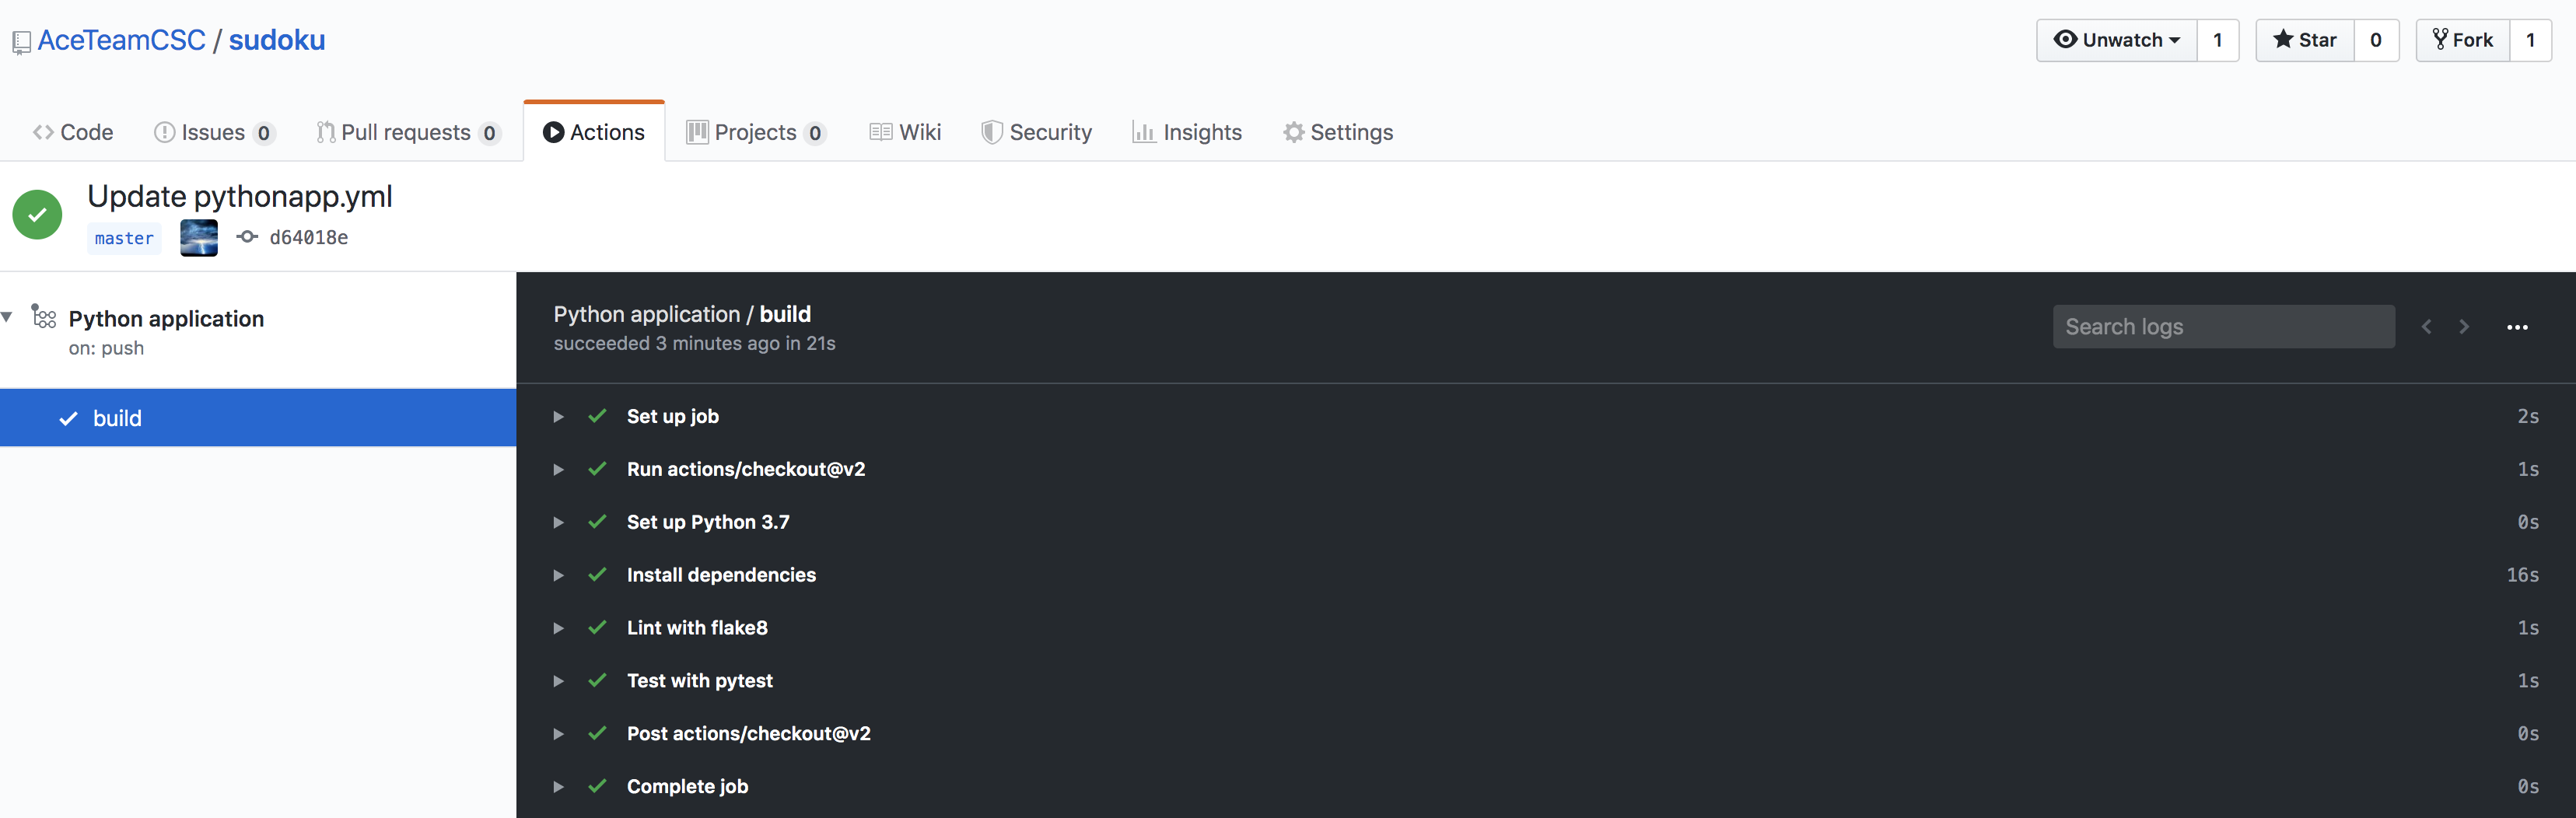 AceTeamCSC / sudoku
Unwatch 1 Star 0 Fork 1
Code Issues 0 Pull requests 0 Actions Projects 0 Wiki Security Insights Settings
Update pythonapp.yml
master d64018e
Python application
on: push
build
Python application / build
succeeded 3 minutes ago in 21s
Search logs
Set up job 2s
Run actions/checkout@v2 1s
Set up Python 3.7 0s
Install dependencies 16s
Lint with flake8 1s
Test with pytest 1s
Post actions/checkout@v2 0s
Complete job 0s